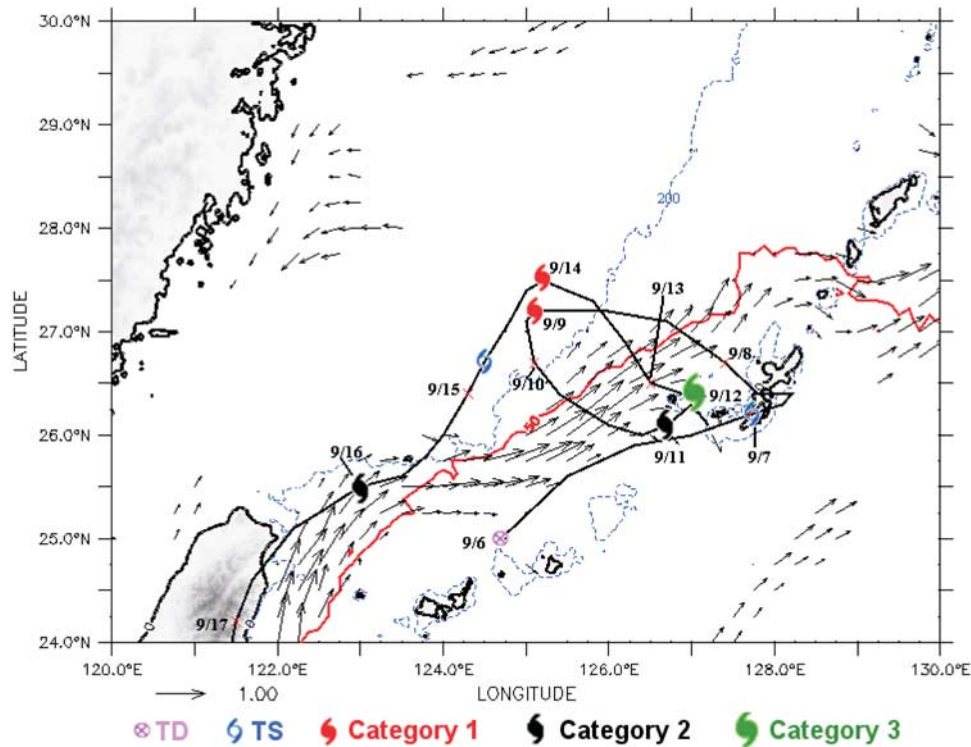 30.0°N
29.0°N
28.0°N
27.0°N
26.0°N
25.0°N
24.0°N
LATITUDE
200
9/14
9/13
9/9
9/8
9/10
9/15
9/12
50
9/16
9/11
9/7
9/6
0
0
9/17
120.0°E
122.0°E
124.0°E
126.0°E
128.0°E
130.0°E
1.00
LONGITUDE
TD
TS
Category 1
Category 2
Category 3